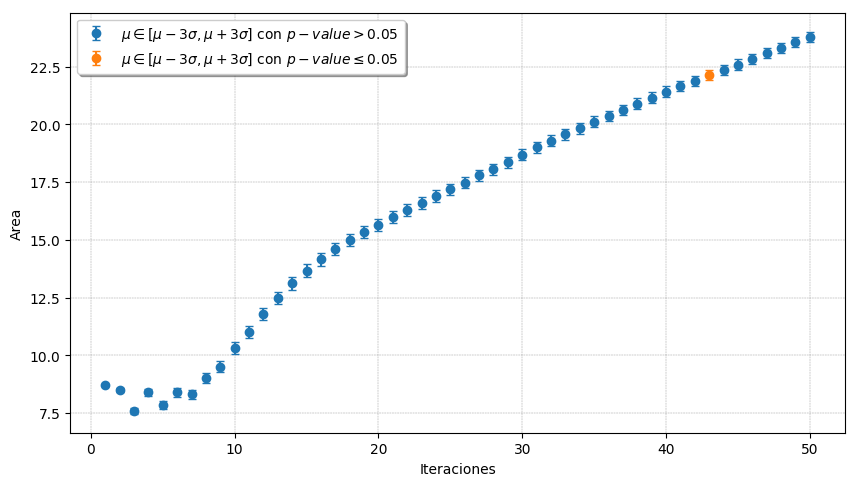 μ ∈ [μ − 3σ, μ + 3σ] con p − value > 0.05
μ ∈ [μ − 3σ, μ + 3σ] con p − value ≤ 0.05
22.5
20.0
17.5
15.0
12.5
10.0
7.5
Area
0 10 20 30 40 50
Iteraciones